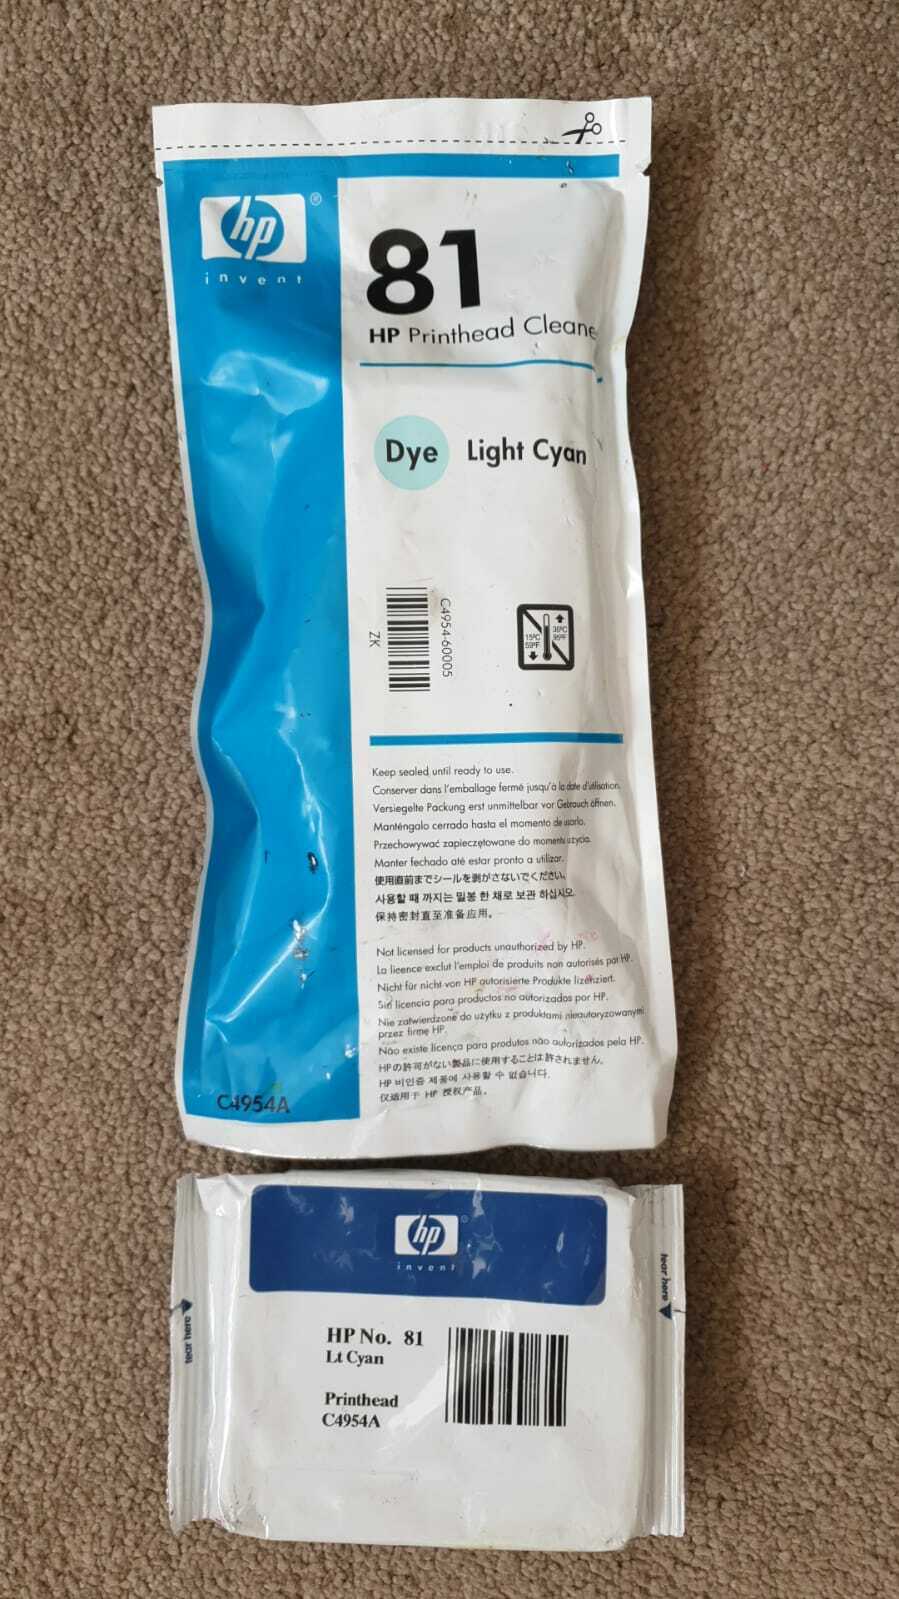 hp®
invent
81
HP Printhead Cleane
Dye Light Cyan
C4954-60005
ZK
15°C
59°F
35°C
95°F
Keep sealed until ready to use.
Conserver dans l'emballage fermé jusqu'a la date d'utilisation.
Versiegelte Packung erst unmittelbar vor Gebrauch öffnen.
Manténgalo cerrado hasta el momento de usarlo.
Przechowywać zapieczętowane do momentu użycia.
Manter fechado até estar pronto a utilizar.
使用直前までシールを剥がさないでください。
사용할 때 까지는 밀봉 한 채로 보관 하십시오.
保持密封直至准备应用。
Not licensed for products unauthorized by HP.
La licence exclut l'emploi de produits non autorisés par HP.
Nicht für nicht von HP autorisierte Produkte lizenziert.
Sin licencia para productos no autorizados por HP.
Nie zatwierdzone do użytku z produktami nieautoryzowanymi
przez firmę HP.
Não existe licença para produtos não autorizados pela HP.
HPの許可がない製品に使用することは許されません。
HP 비인증 제품에 사용할 수 없습니다.
仅适用于 HP 授权产品。
C4954A
hp®
invent
tear here
tear here
HP No. 81
Lt Cyan
Printhead
C4954A